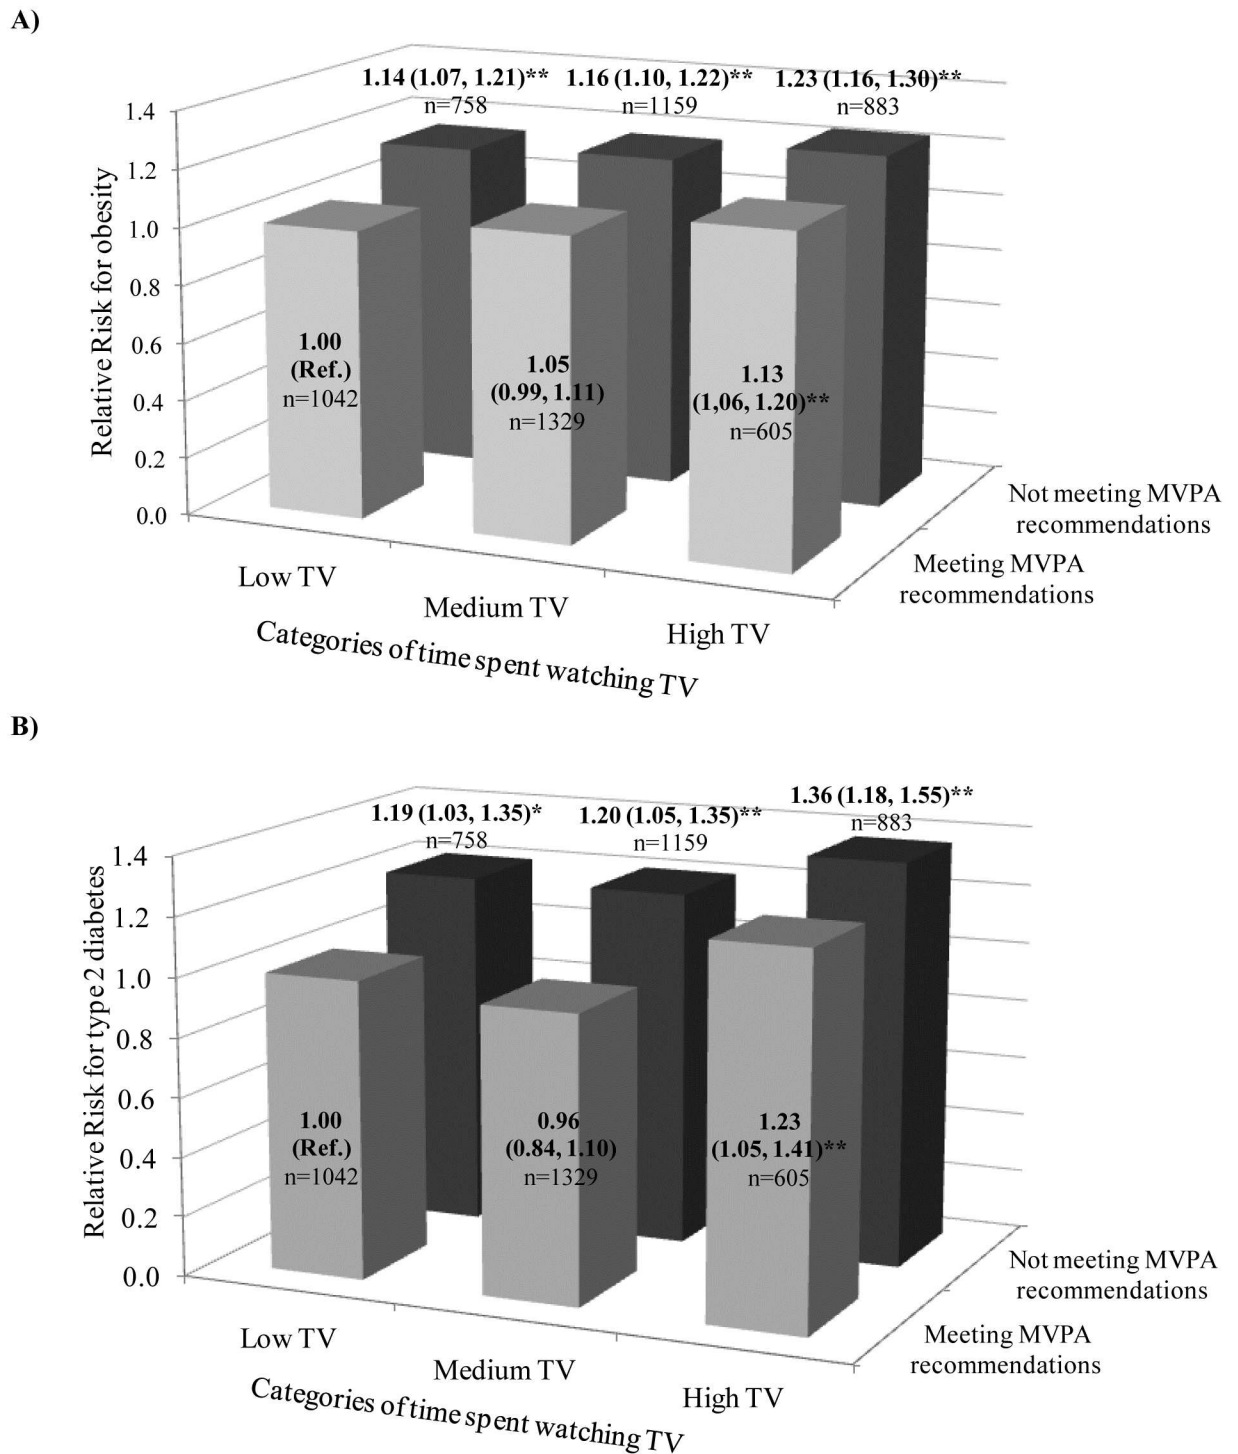 A)
1.14 (1.07, 1.21)** 1.16 (1.10, 1.22)** 1.23 (1.16, 1.30)**
n=758 n=1159 n=883
Relative Risk for obesity
1.4
1.2
1.0
0.8
0.6
0.4
0.2
0.0
1.00
(Ref.)
n=1042
1.05
(0.99, 1.11)
n=1329
1.13
(1,06, 1.20)**
n=605
Not meeting MVPA
recommendations
Meeting MVPA
recommendations
Low TV
Medium TV
High TV
Categories of time spent watching TV
B)
1.19 (1.03, 1.35)* 1.20 (1.05, 1.35)** 1.36 (1.18, 1.55)**
n=758 n=1159 n=883
Relative Risk for type 2 diabetes
1.4
1.2
1.0
0.8
0.6
0.4
0.2
0.0
1.00
(Ref.)
n=1042
0.96
(0.84, 1.10)
n=1329
1.23
(1.05, 1.41)**
n=605
Not meeting MVPA
recommendations
Meeting MVPA
recommendations
Low TV
Medium TV
High TV
Categories of time spent watching TV